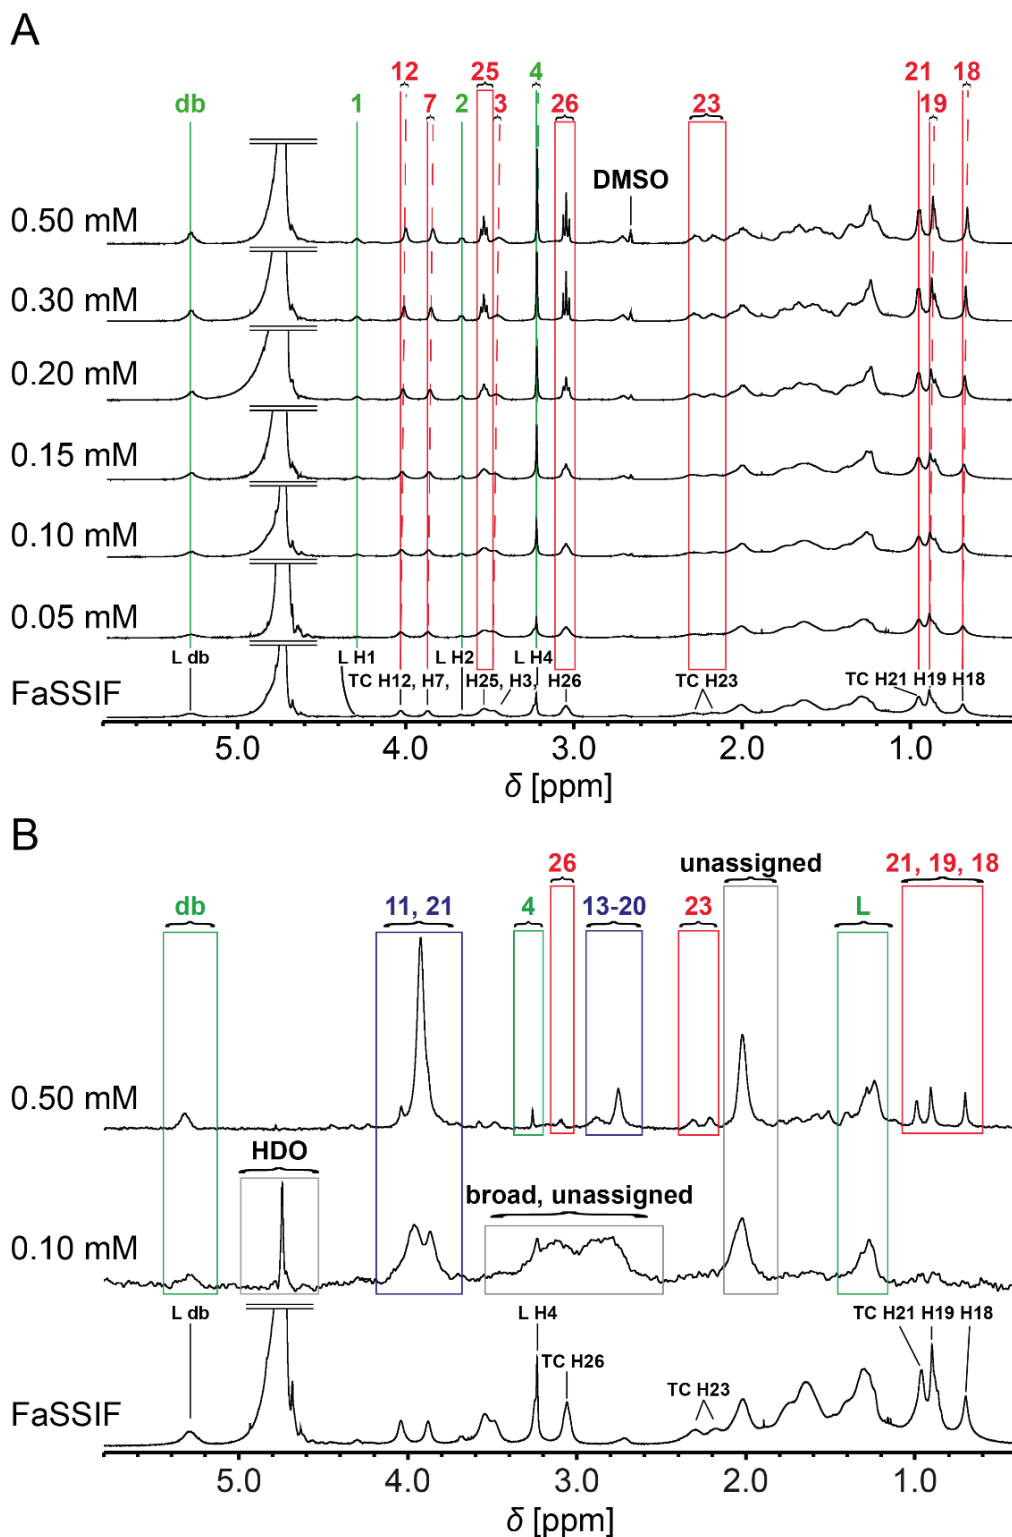 A
12 25 4 21 18
db 1 7 2 3 26 23 19
DMSO
0.50 mM
0.30 mM
0.20 mM
0.15 mM
0.10 mM
0.05 mM
L db L H1 L H2 L H4
TC H12, H7, H25, H3, H26 TC H23 TC H21 H19 H18
FaSSIF
5.0 4.0 3.0 2.0 1.0
δ [ppm]
B
26 unassigned 21, 19, 18
db 11, 21 4 13-20 23 L
0.50 mM
HDO
broad, unassigned
0.10 mM
L db L H4 TC H21 H19 H18
TC H26
TC H23
FaSSIF
5.0 4.0 3.0 2.0 1.0
δ [ppm]